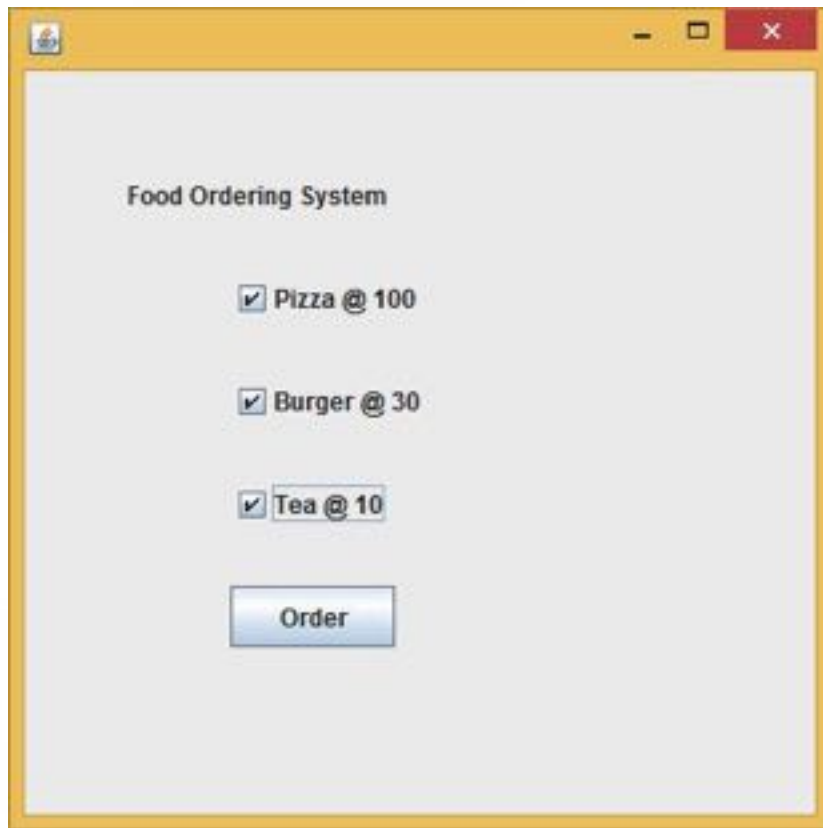 Food Ordering System
Pizza @ 100
Burger @ 30
Tea @ 10
Order